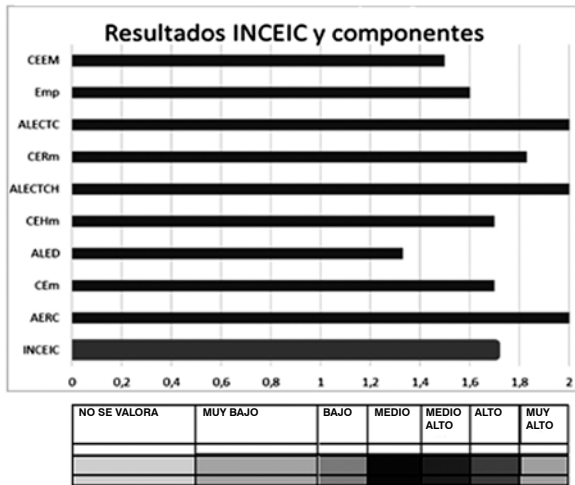 Resultados INCEIC y componentes
CEEM
Emp
ALECTC
CERm
ALECTCH
CEHm
ALED
CEm
AERC
INCEIC
0 0,2 0,4 0,6 0,8 1 1,2 1,4 1,6 1,8 2
NO SE VALORA MUY BAJO BAJO MEDIO MEDIO ALTO MUY
ALTO ALTO